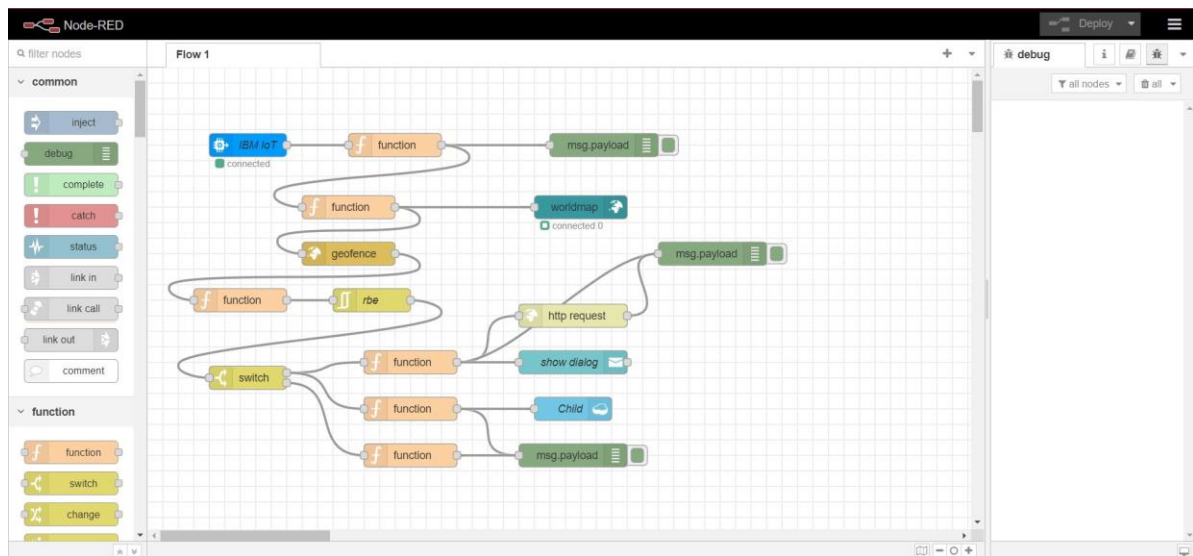 Node-RED
Deploy
filter nodes
Flow 1
debug
i
all nodes
all
common
inject
debug
complete
catch
status
link in
link call
link out
comment
function
function
switch
change
IBM IoT
connected
function
msg.payload
function
worldmap
connected 0
geofence
msg.payload
function
rbe
http request
switch
function
show dialog
function
Child
function
msg.payload